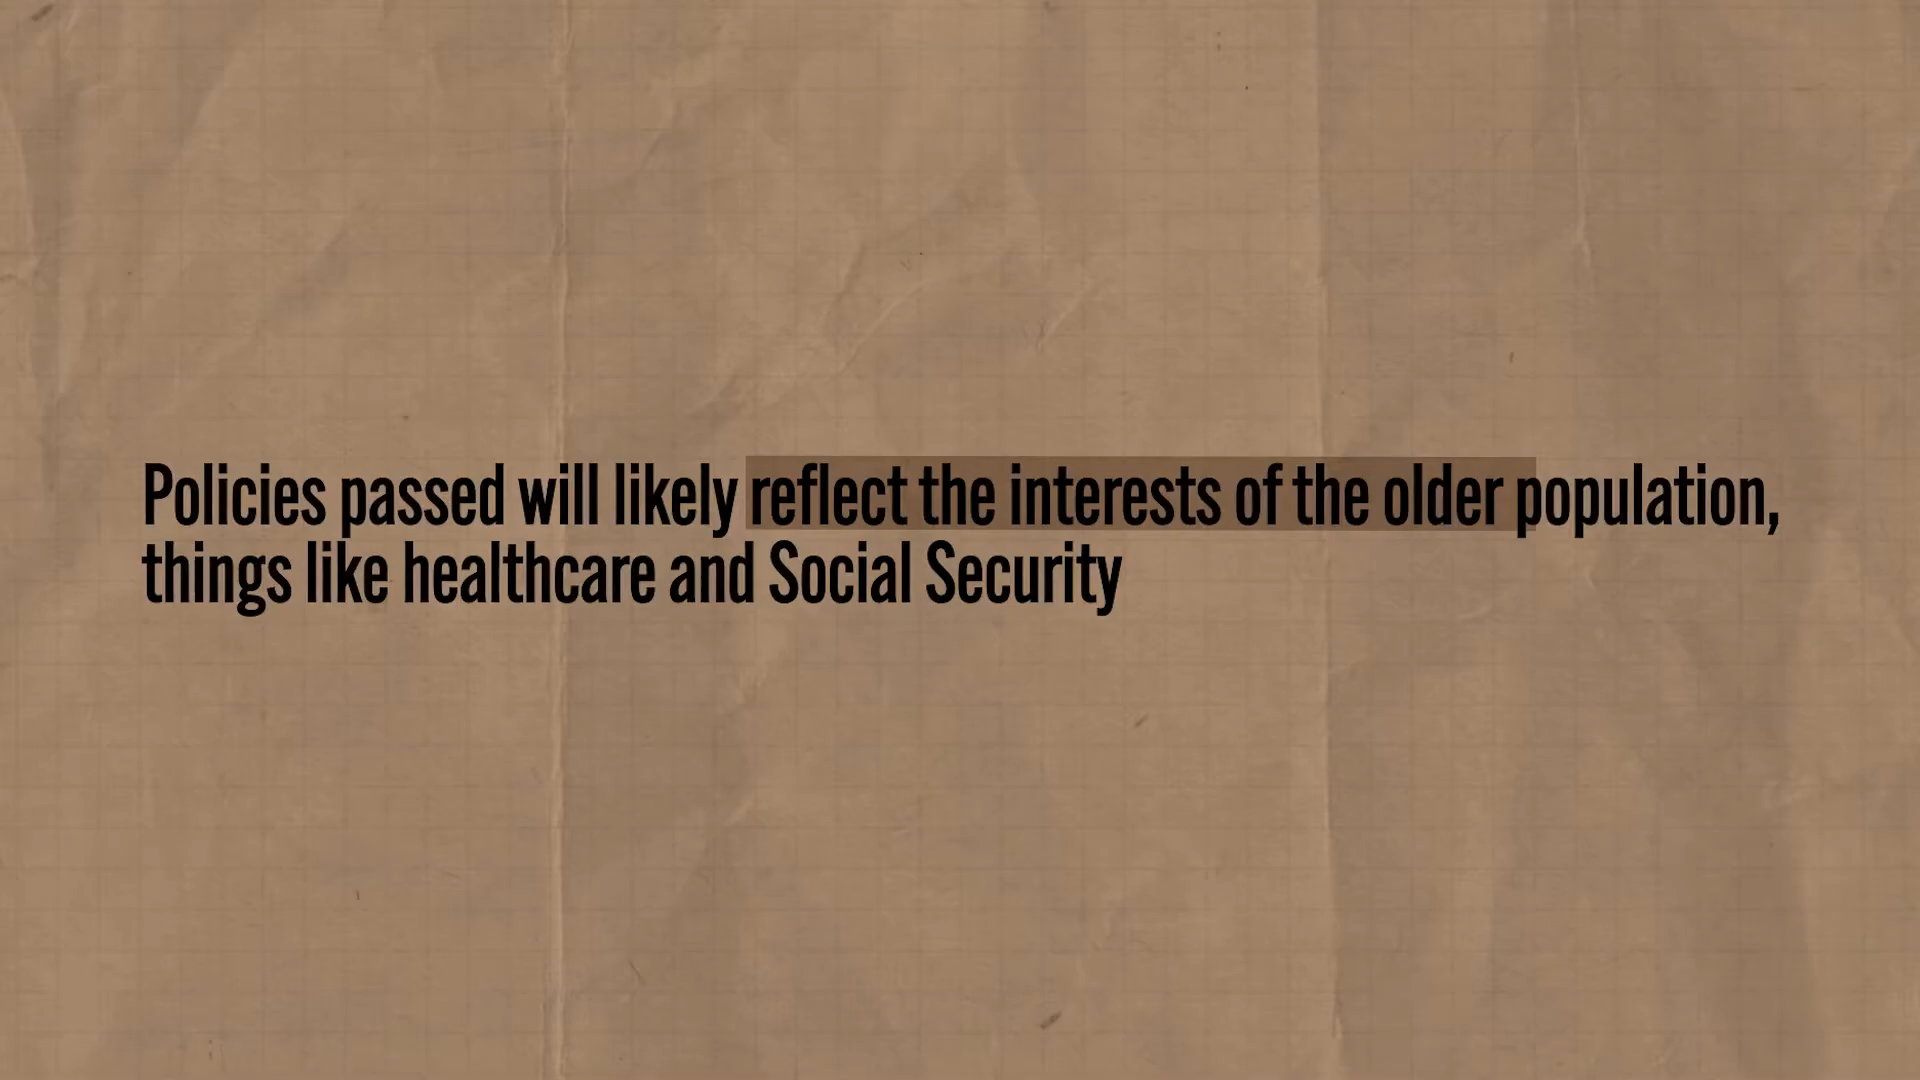 Policies passed will likely reflect the interests of the older population,
things like healthcare and Social Security